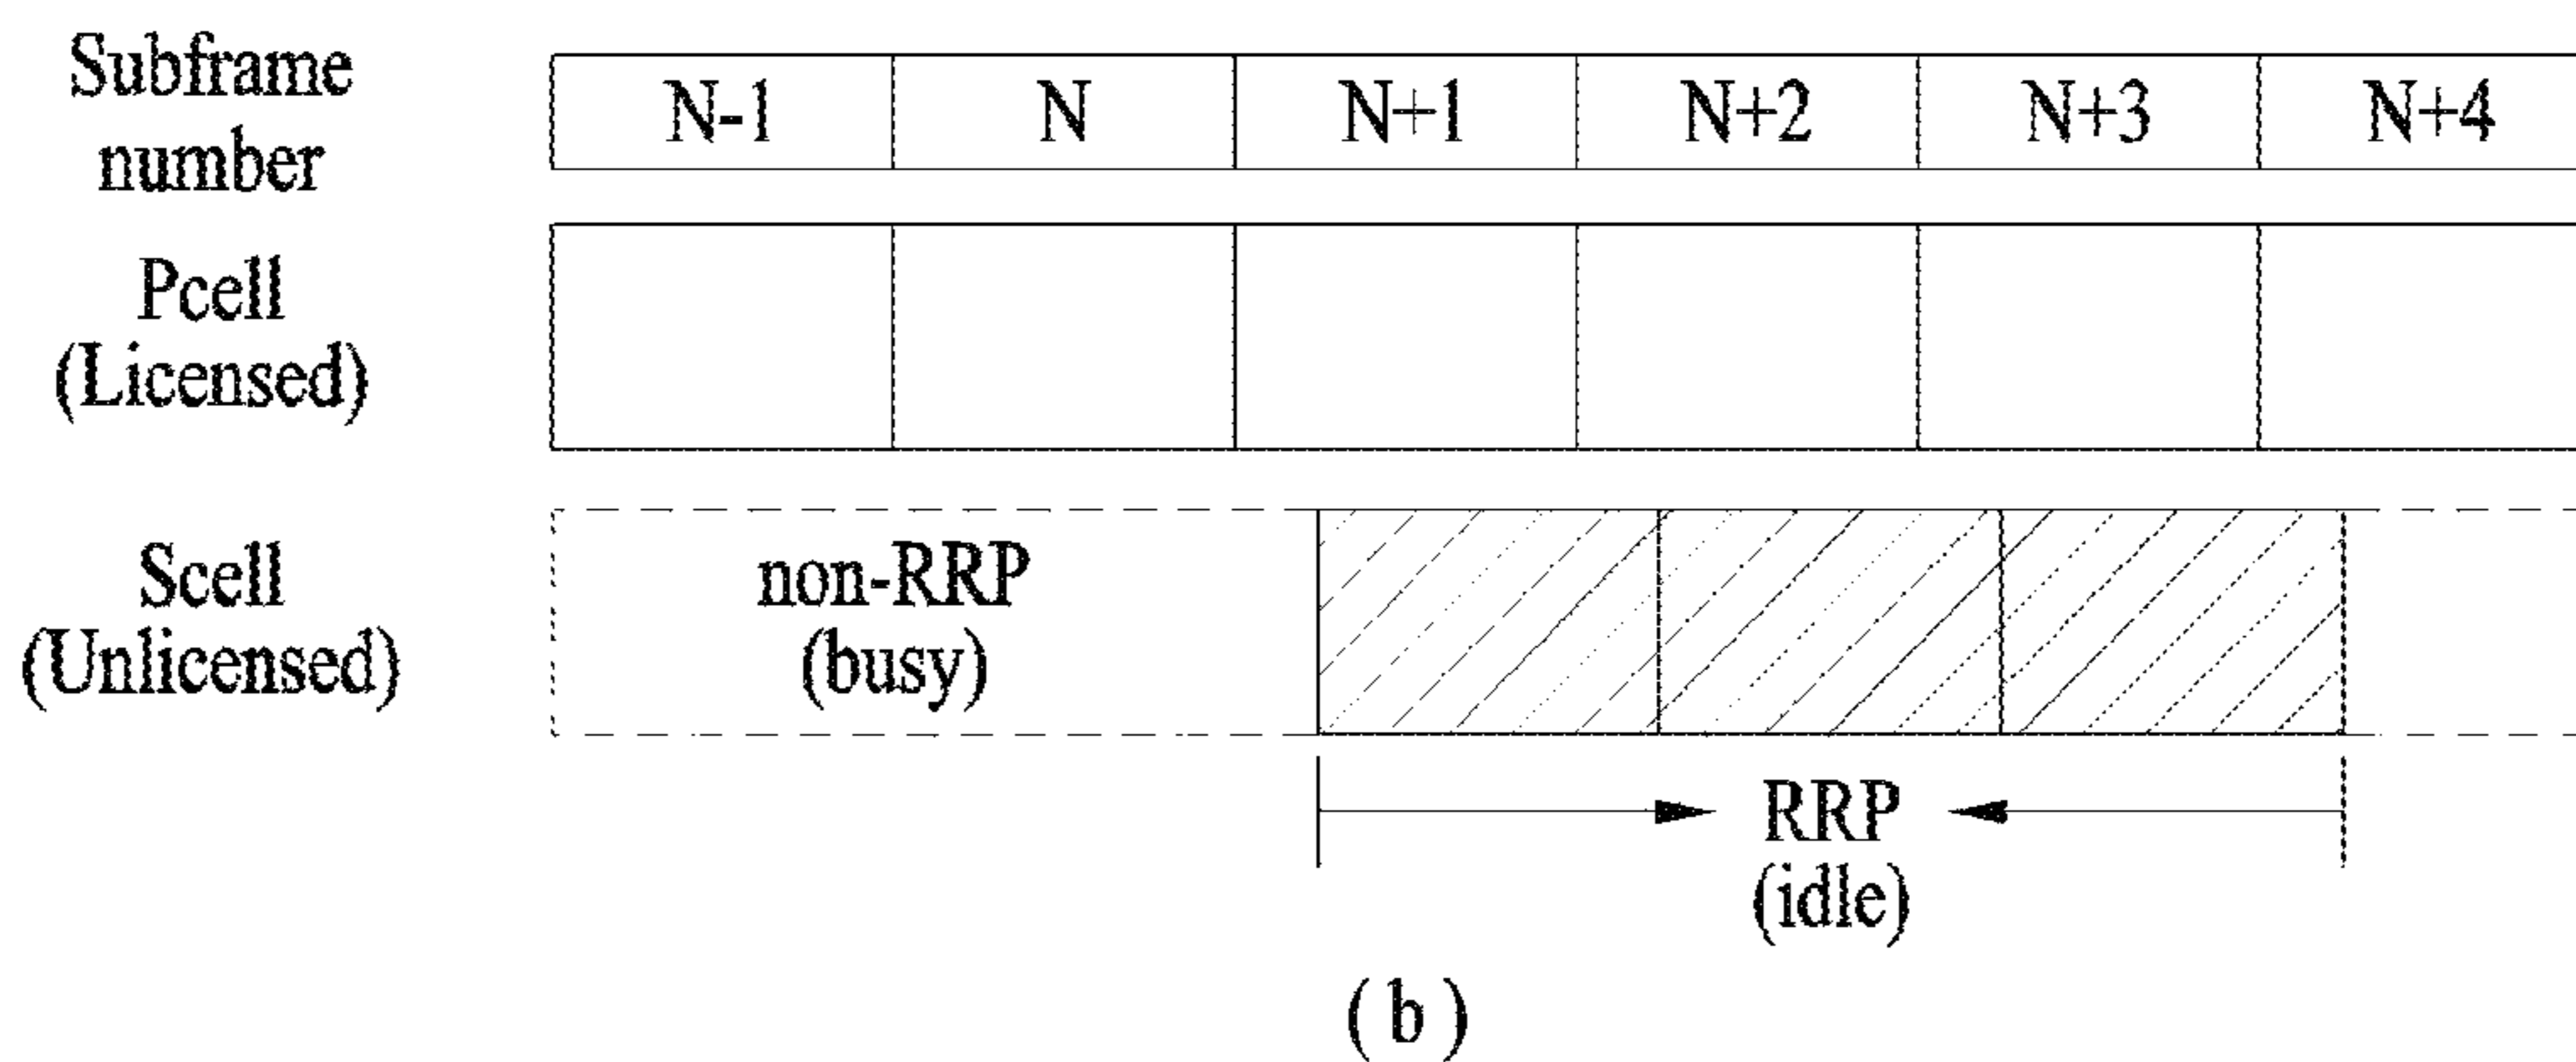 Subframe
number
N-1 N N+1 N+2 N+3 N+4
Pcell
(Licensed)
Scell
(Unlicensed)
non-RRP
(busy)
RRP
(idle)
( b )